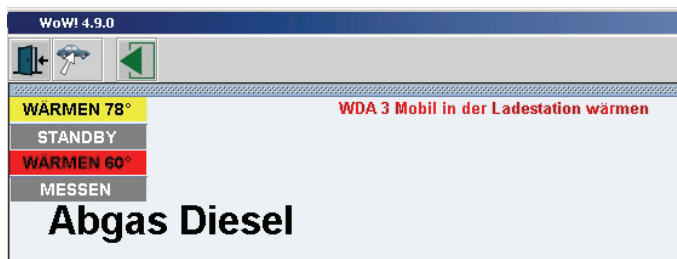 WoW! 4.9.0
WÄRMEN 78°
WDA 3 Mobil in der Ladestation wärmen
STANDBY
WÄRMEN 60°
MESSEN
Abgas Diesel